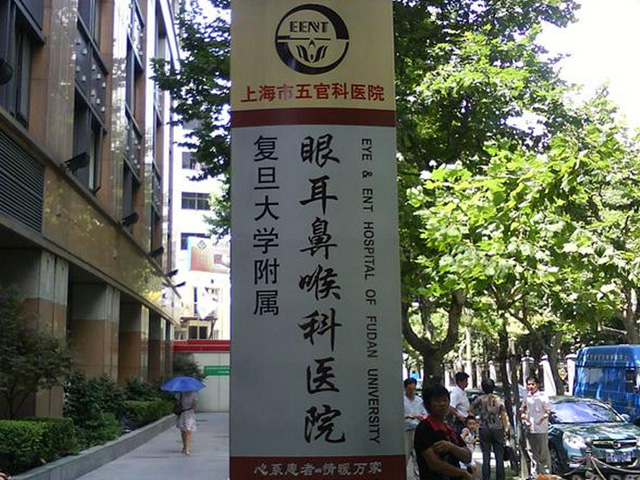 EENT
上海市五官科医院
复旦大学附属
眼耳鼻喉科医院
EYE & ENT HOSPITAL OF FUDAN UNIVERSITY
心系患者 情暖万家